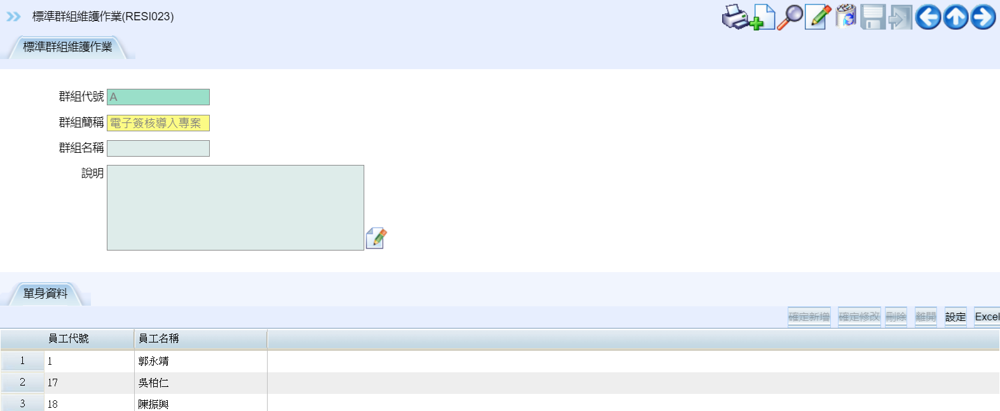 標準群組維護作業(RESI023)
標準群組維護作業
群組代號 A
群組簡稱 電子簽核導入專案
群組名稱
說明
單身資料
確定新增 確定修改 刪除 離開 設定 Excel
員工代號 員工名稱
1 1 郭永靖
2 17 吳柏仁
3 18 陳振興